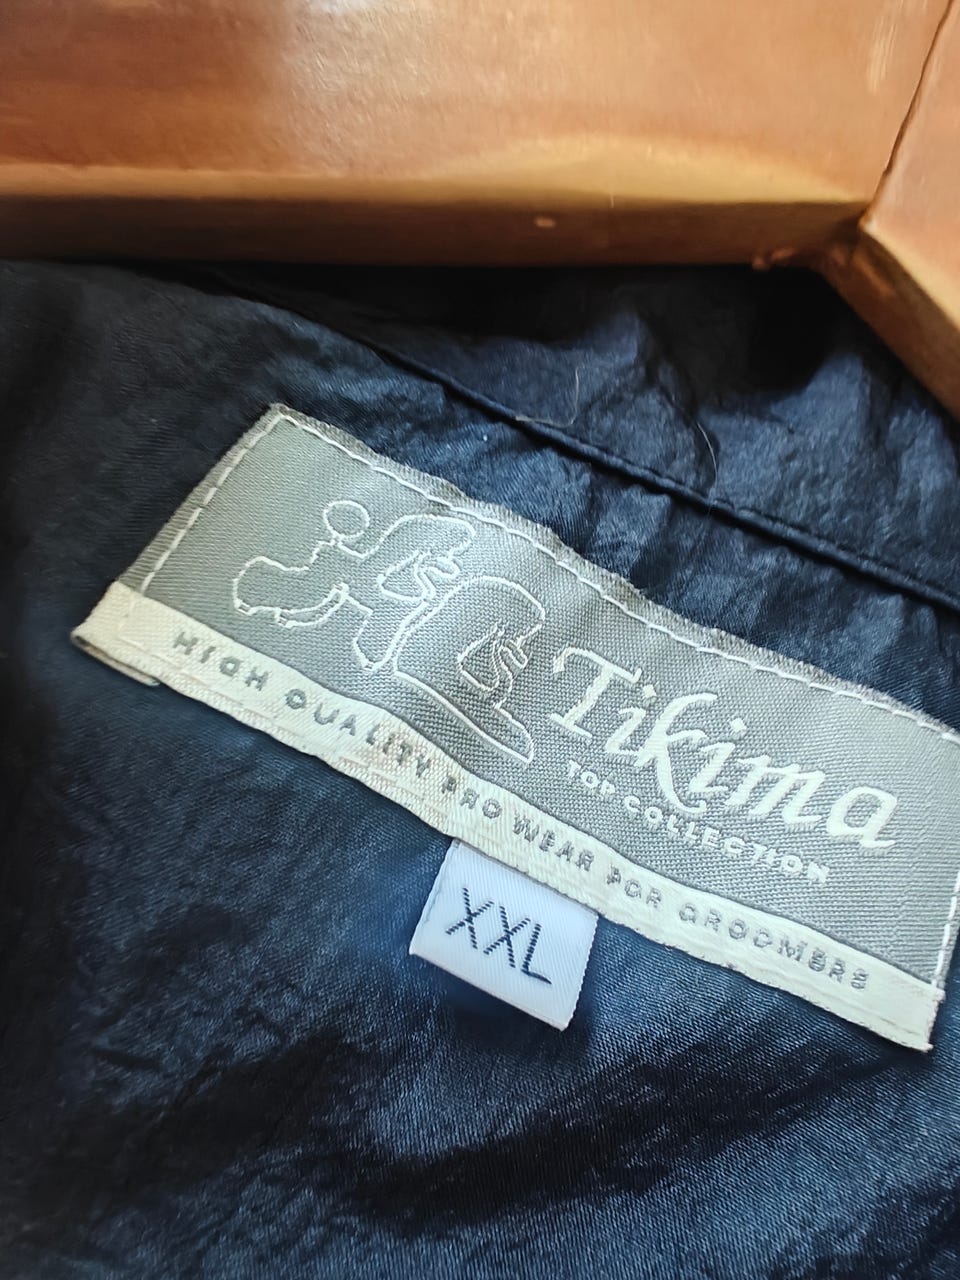 Tikima
TOP COLLECTION
HIGH QUALITY PRO WEAR FOR GROOMERS
XXL